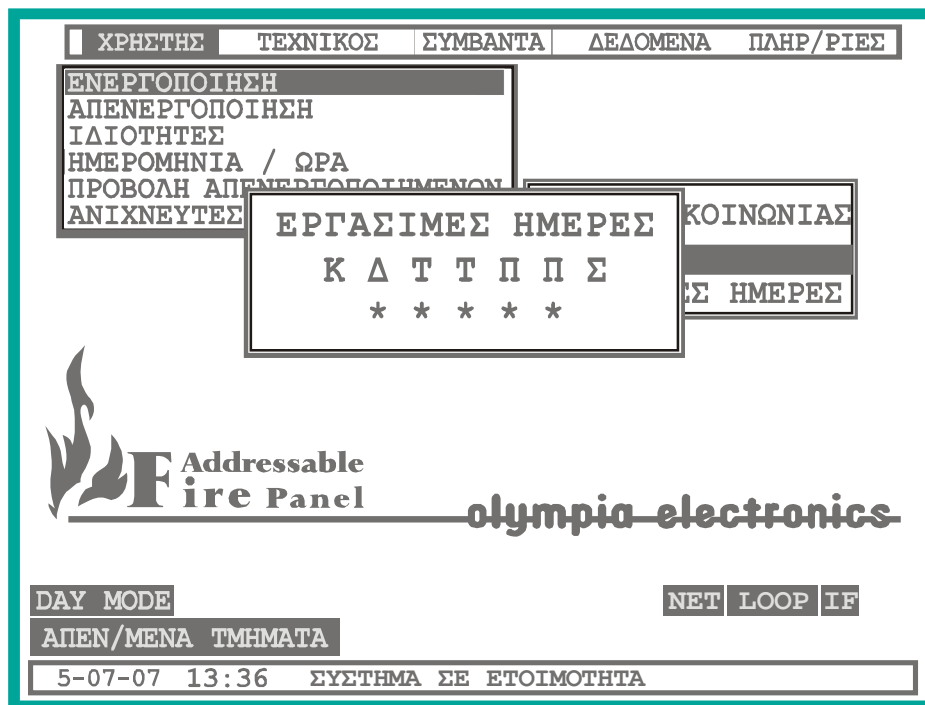 ΧΡΗΣΤΗΣ ΤΕΧΝΙΚΟΣ ΣΥΜΒΑΝΤΑ ΔΕΔΟΜΕΝΑ ΠΛΗΡ/ΡΙΕΣ
ΕΝΕΡΓΟΠΟΙΗΣΗ
ΑΠΕΝΕΡΓΟΠΟΙΗΣΗ
ΙΔΙΟΤΗΤΕΣ
ΗΜΕΡΟΜΗΝΙΑ / ΩΡΑ
ΠΡΟΒΟΛΗ ΑΠΕΝΕΡΓΟΠΟΙΗΜΕΝΩΝ
ΑΝΙΧΝΕΥΤΕΣ
ΚΟΙΝΩΝΙΑΣ
ΕΣ ΗΜΕΡΕΣ
ΕΡΓΑΣΙΜΕΣ ΗΜΕΡΕΣ
Κ Δ Τ Τ Π Π Σ
* * * * *
Addressable
Fire Panel
olympia electronics
DAY MODE
NET LOOP IF
ΑΠΕΝ/ΜΕΝΑ ΤΜΗΜΑΤΑ
5-07-07 13:36 ΣΥΣΤΗΜΑ ΣΕ ΕΤΟΙΜΟΤΗΤΑ